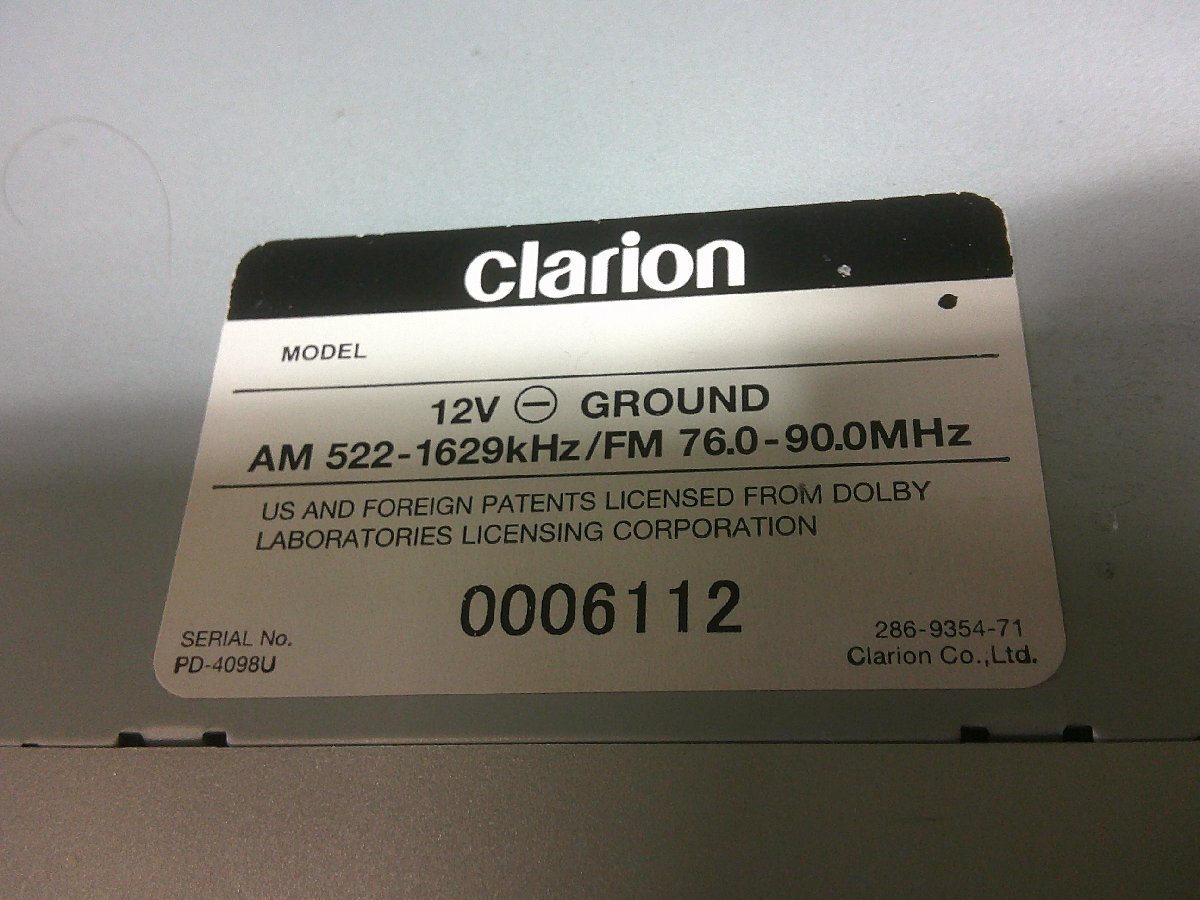 clarion
MODEL
12V ⊖ GROUND
AM 522-1629kHz/FM 76.0-90.0MHz
US AND FOREIGN PATENTS LICENSED FROM DOLBY
LABORATORIES LICENSING CORPORATION
0006112
SERIAL No.
PD-4098U
286-9354-71
Clarion Co.,Ltd.